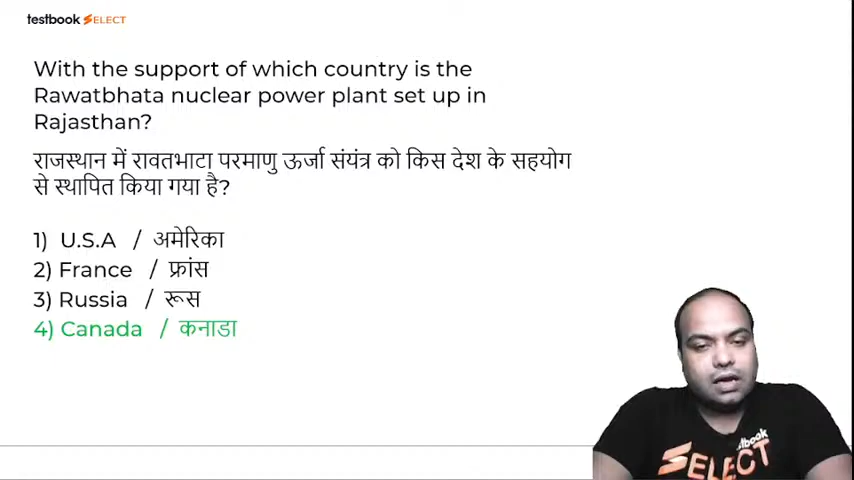 testbook SELECT
With the support of which country is the
Rawatbhata nuclear power plant set up in
Rajasthan?
राजस्थान में रावतभाटा परमाणु ऊर्जा संयंत्र को किस देश के सहयोग
से स्थापित किया गया है?
1) U.S.A / अमेरिका
2) France / फ्रांस
3) Russia / रूस
4) Canada / कनाडा
testbook
SELECT